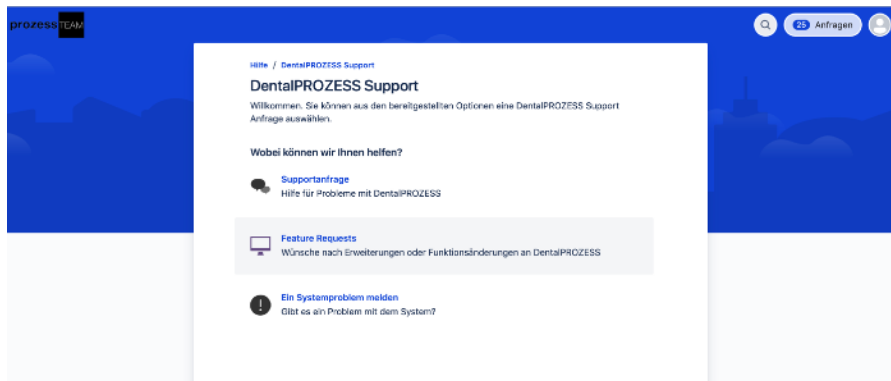 prozessTEAM
25 Anfragen
Hilfe / DentalPROZESS Support
DentalPROZESS Support
Willkommen. Sie können aus den bereitgestellten Optionen eine DentalPROZESS Support
Anfrage auswählen.
Wobei können wir Ihnen helfen?
Supportanfrage
Hilfe für Probleme mit DentalPROZESS
Feature Requests
Wünsche nach Erweiterungen oder Funktionsänderungen an DentalPROZESS
Ein Systemproblem melden
Gibt es ein Problem mit dem System?